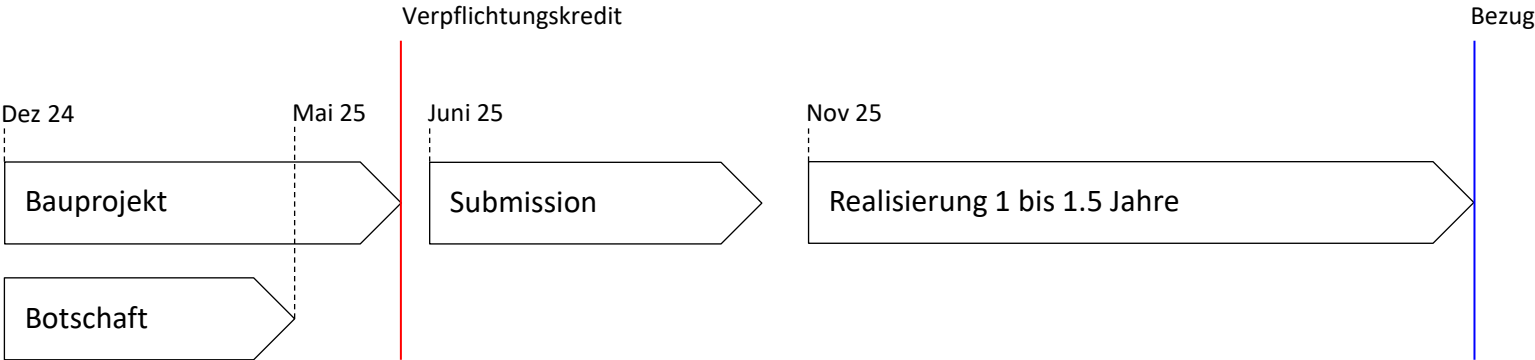 Verpflichtungskredit
Bezug
Dez 24
Mai 25
Juni 25
Nov 25
Bauprojekt
Submission
Realisierung 1 bis 1.5 Jahre
Botschaft